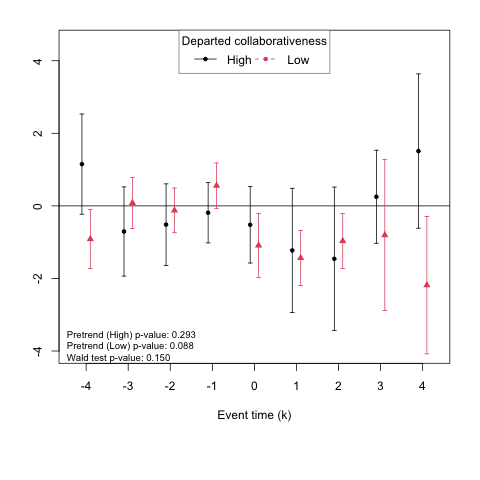 Departed collaborativeness
High Low
4
2
0
-2
-4
Pretrend (High) p-value: 0.293
Pretrend (Low) p-value: 0.088
Wald test p-value: 0.150
-4 -3 -2 -1 0 1 2 3 4
Event time (k)